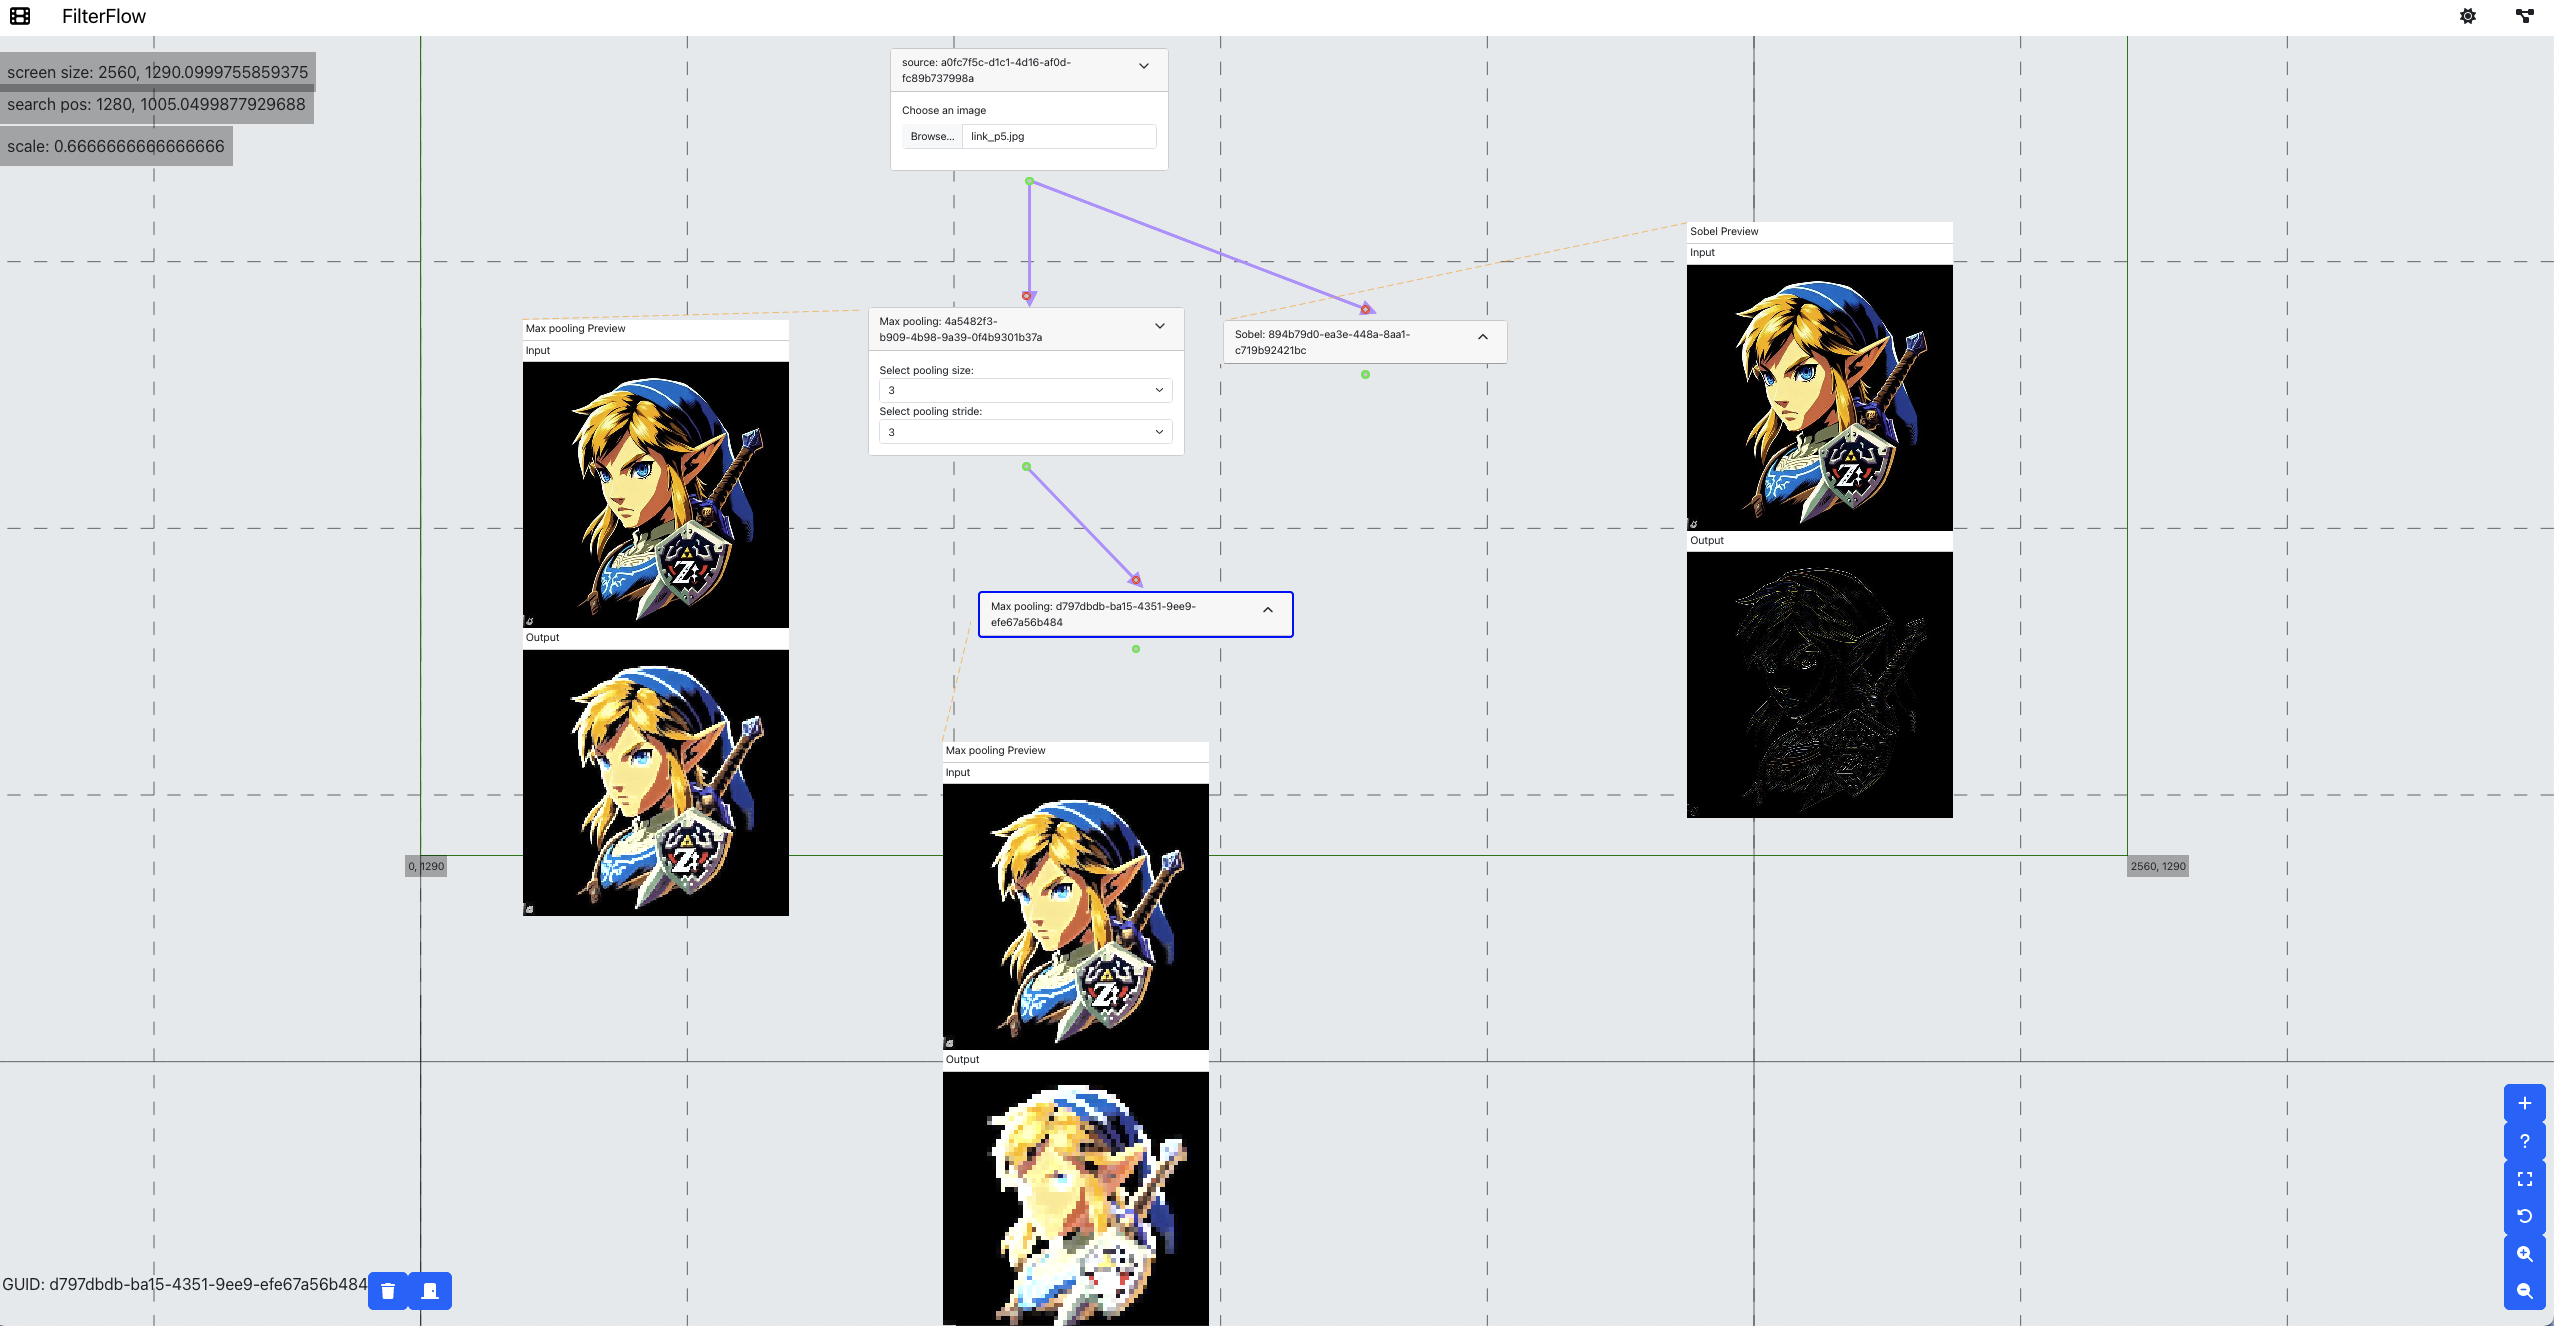 FilterFlow
screen size: 2560, 1290.0999755859375
search pos: 1280, 1005.0499877929688
scale: 0.6666666666666666
source: a0fc7f5c-d1c1-4d16-af0d-
fc89b737998a
Choose an image
Browse... link_p5.jpg
Sobel Preview
Input
Output
Max pooling: 4a5482f3-
b909-4b98-9a39-0f4b9301b37a
Select pooling size:
3
Select pooling stride:
3
Sobel: 894b79d0-ea3e-448a-8aa1-
c719b92421bc
Max pooling Preview
Input
Output
Max pooling: d797dbdb-ba15-4351-9ee9-
efe67a56b484
Max pooling Preview
Input
Output
0, 1290
2560, 1290
GUID: d797dbdb-ba15-4351-9ee9-efe67a56b484